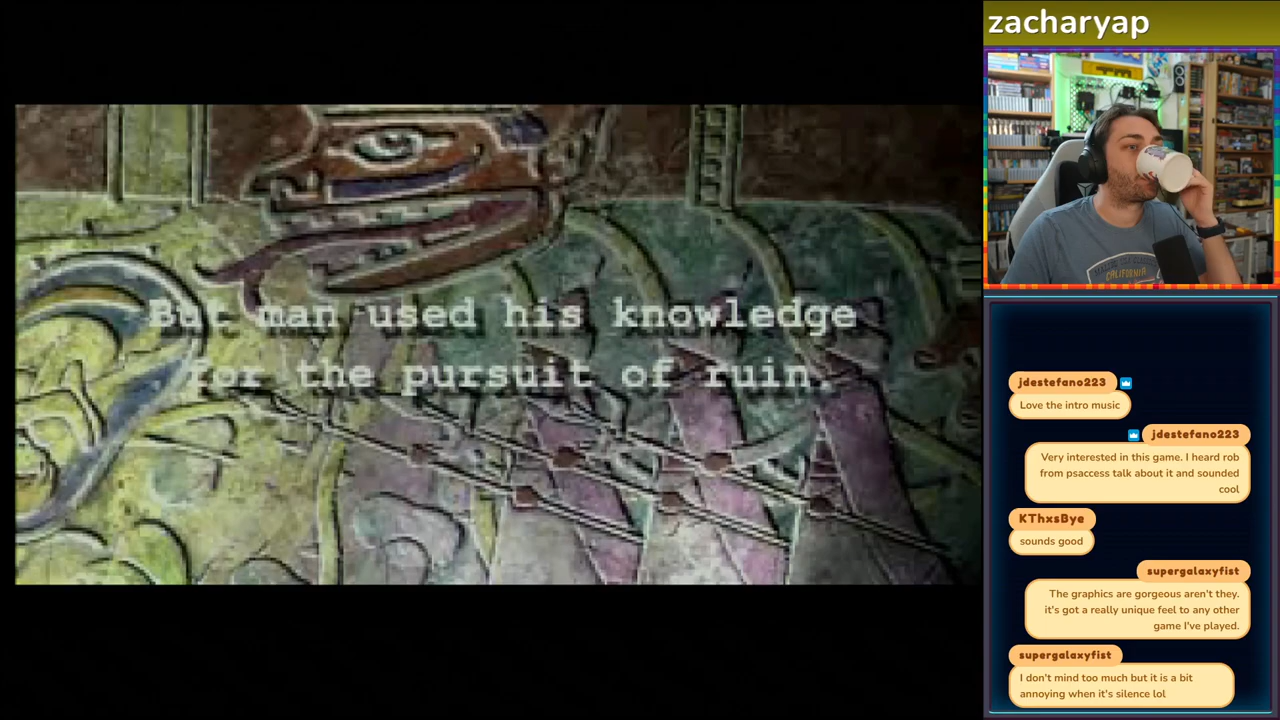 zacharyap
CALIFORNIA
But man used his knowledge
for the pursuit of ruin.
jdestefano223
Love the intro music
jdestefano223
Very interested in this game. I heard rob
from psaccess talk about it and sounded
cool
KThxsBye
sounds good
supergalaxyfist
The graphics are gorgeous aren't they.
it's got a really unique feel to any other
game I've played.
supergalaxyfist
I don't mind too much but it is a bit
annoying when it's silence lol